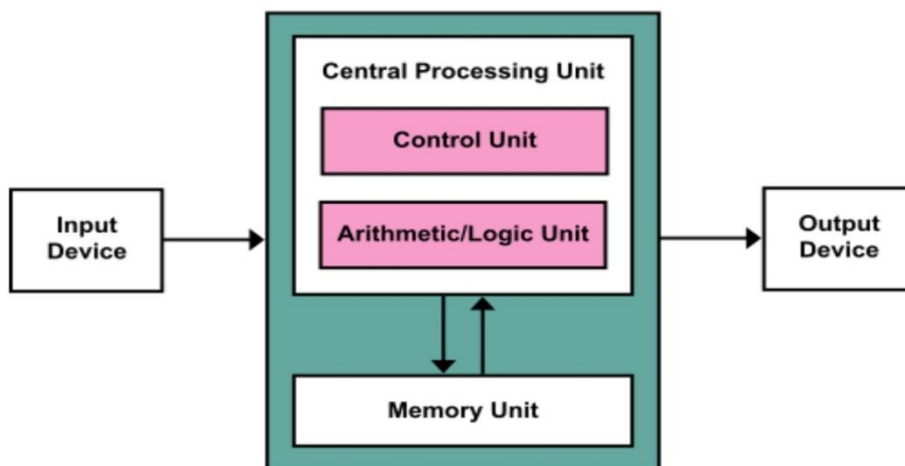 Central Processing Unit
Control Unit
Arithmetic/Logic Unit
Input
Device
Output
Device
Memory Unit